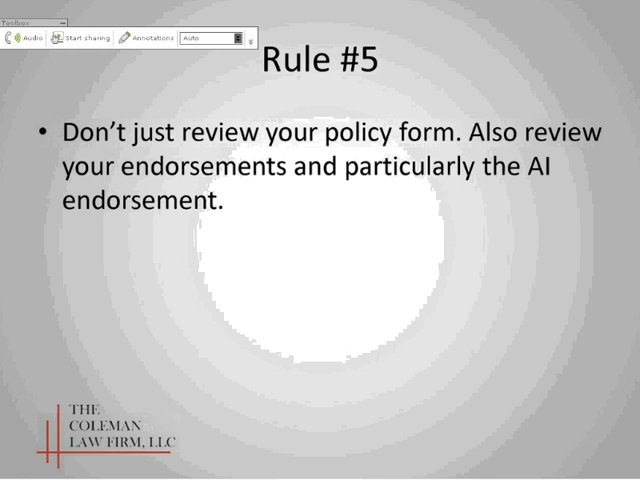 Toolbox
Audio Start sharing Annotations Auto
Rule #5
• Don't just review your policy form. Also review
your endorsements and particularly the AI
endorsement.
THE
COLEMAN
LAW FIRM, LLC